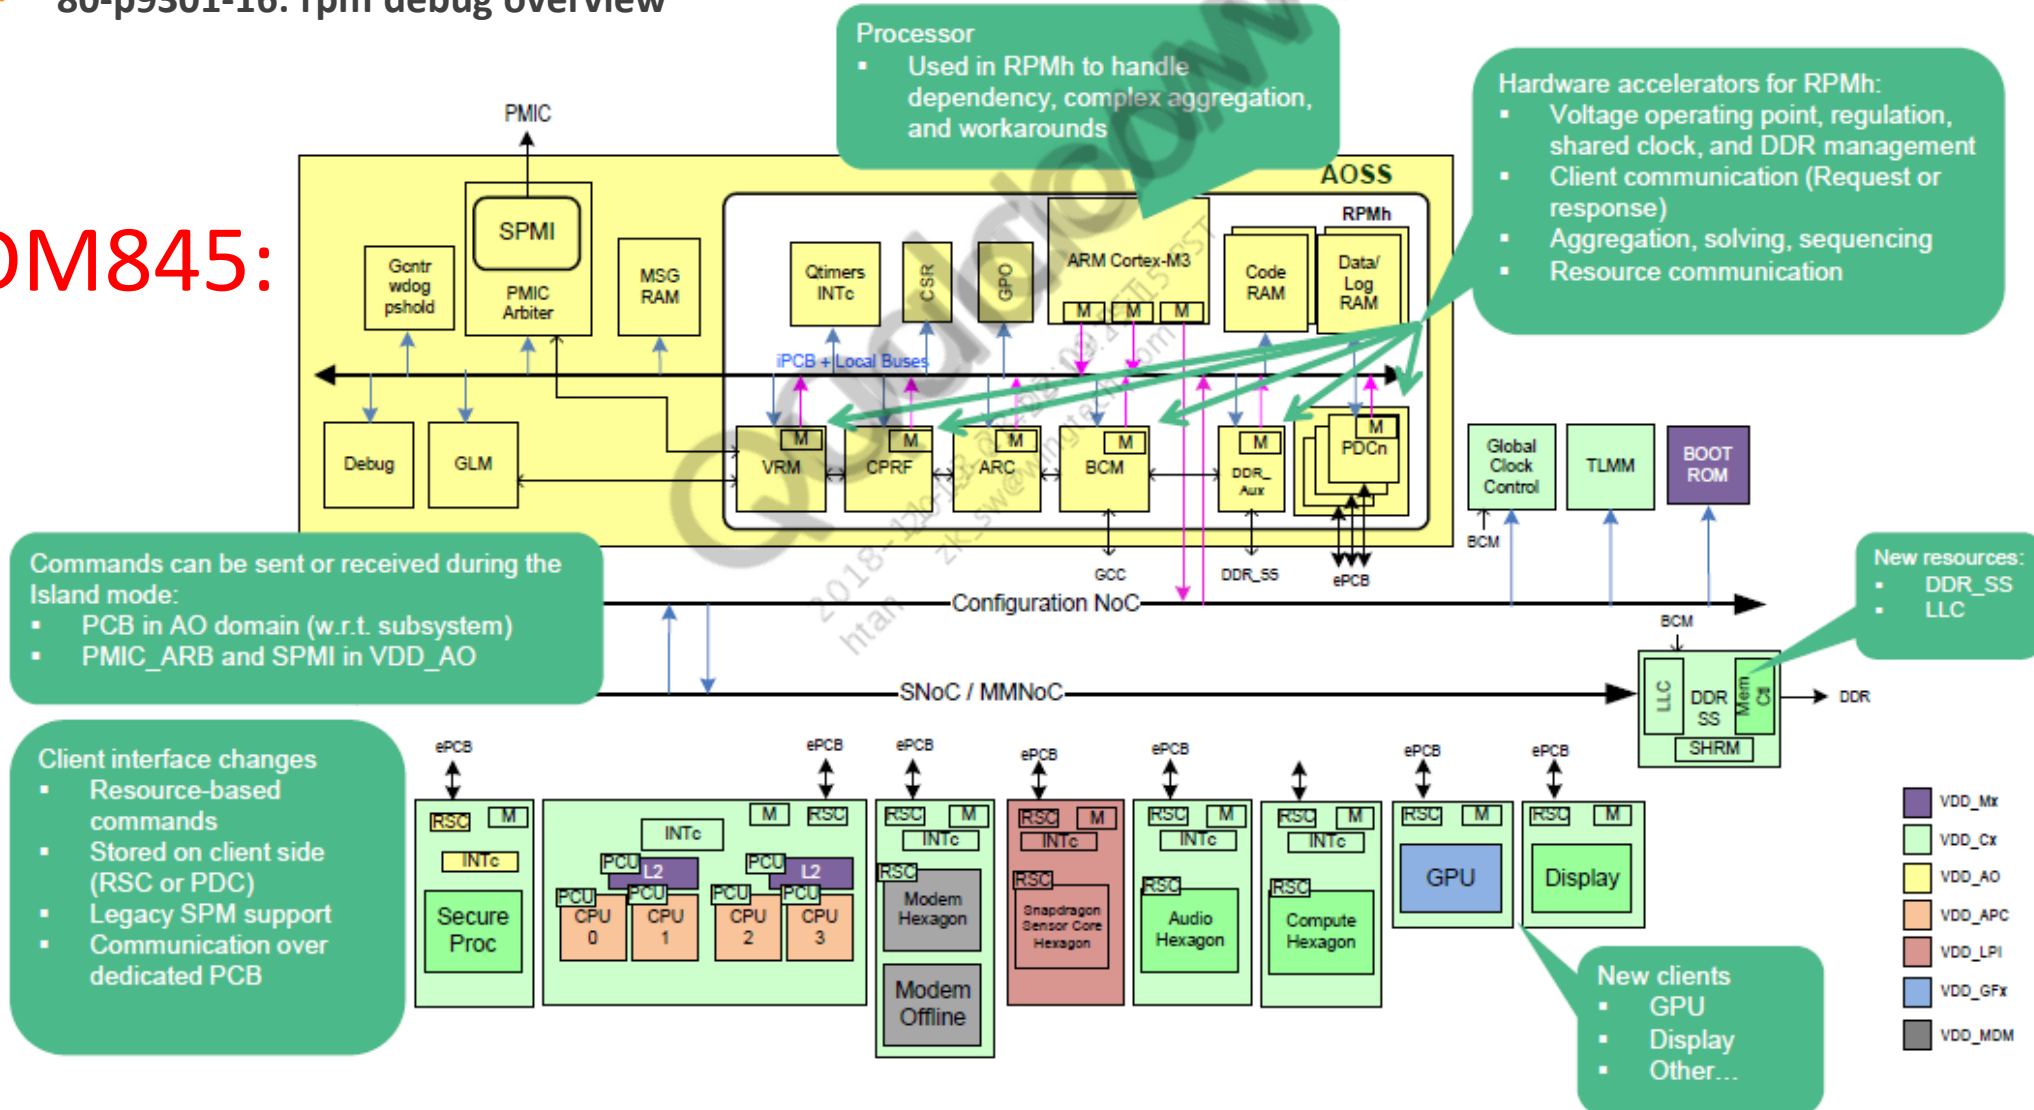 80-p9301-16: rpm debug overview
DM845:
Processor
▪ Used in RPMh to handle
dependency, complex aggregation,
and workarounds
Hardware accelerators for RPMh:
▪ Voltage operating point, regulation,
shared clock, and DDR management
▪ Client communication (Request or
response)
▪ Aggregation, solving, sequencing
▪ Resource communication
PMIC
AOSS
RPMh
SPMI
PMIC
Arbiter
Gcntr
wdog
pshold
MSG
RAM
Qtimers
INTc
CSR
GPO
ARM Cortex-M3
M
M
M
Code
RAM
Data/
Log
RAM
iPCB + Local Buses
Debug
GLM
M
VRM
M
CPRF
M
ARC
M
BCM
M
DDR_
Aux
M
PDCn
Global
Clock
Control
TLMM
BOOT
ROM
BCM
GCC
DDR_SS
ePCB
Commands can be sent or received during the
Island mode:
▪ PCB in AO domain (w.r.t. subsystem)
▪ PMIC_ARB and SPMI in VDD_AO
Configuration NoC
New resources:
▪ DDR_SS
▪ LLC
BCM
SNoC / MMNoC
LLC
DDR
SS
Mem
Ctl
SHRM
DDR
Client interface changes
▪ Resource-based
commands
▪ Stored on client side
(RSC or PDC)
▪ Legacy SPM support
▪ Communication over
dedicated PCB
ePCB
ePCB
ePCB
ePCB
ePCB
ePCB
ePCB
RSC
M
INTc
Secure
Proc
M
RSC
INTc
PCU
L2
PCU
L2
PCU
PCU
PCU
PCU
CPU
0
CPU
1
CPU
2
CPU
3
RSC
M
INTc
RSC
Modem
Hexagon
Modem
Offline
RSC
M
INTc
RSC
Snapdragon
Sensor Core
Hexagon
RSC
M
INTc
RSC
Audio
Hexagon
RSC
M
INTc
RSC
Compute
Hexagon
RSC
M
GPU
RSC
M
Display
New clients
▪ GPU
▪ Display
▪ Other...
VDD_Mx
VDD_Cx
VDD_AO
VDD_APC
VDD_LPI
VDD_GFx
VDD_MDM
htan